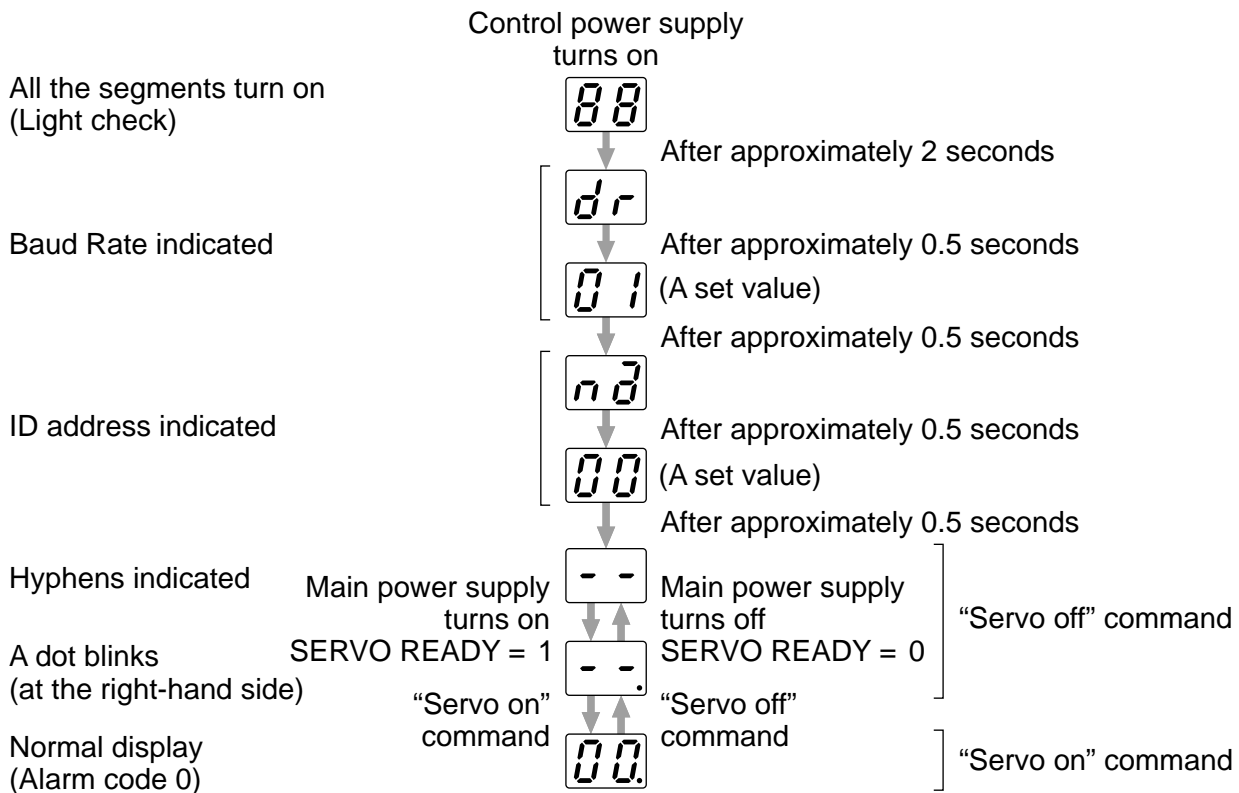 Control power supply
turns on
All the segments turn on
(Light check)
88
After approximately 2 seconds
dr
Baud Rate indicated
After approximately 0.5 seconds
01
(A set value)
After approximately 0.5 seconds
nd
ID address indicated
After approximately 0.5 seconds
00
(A set value)
After approximately 0.5 seconds
Hyphens indicated
- -
Main power supply
turns on
SERVO READY = 1
Main power supply
turns off
SERVO READY = 0
“Servo off” command
A dot blinks
(at the right-hand side)
- -.
“Servo on”
command
“Servo off”
command
Normal display
(Alarm code 0)
00.
“Servo on” command